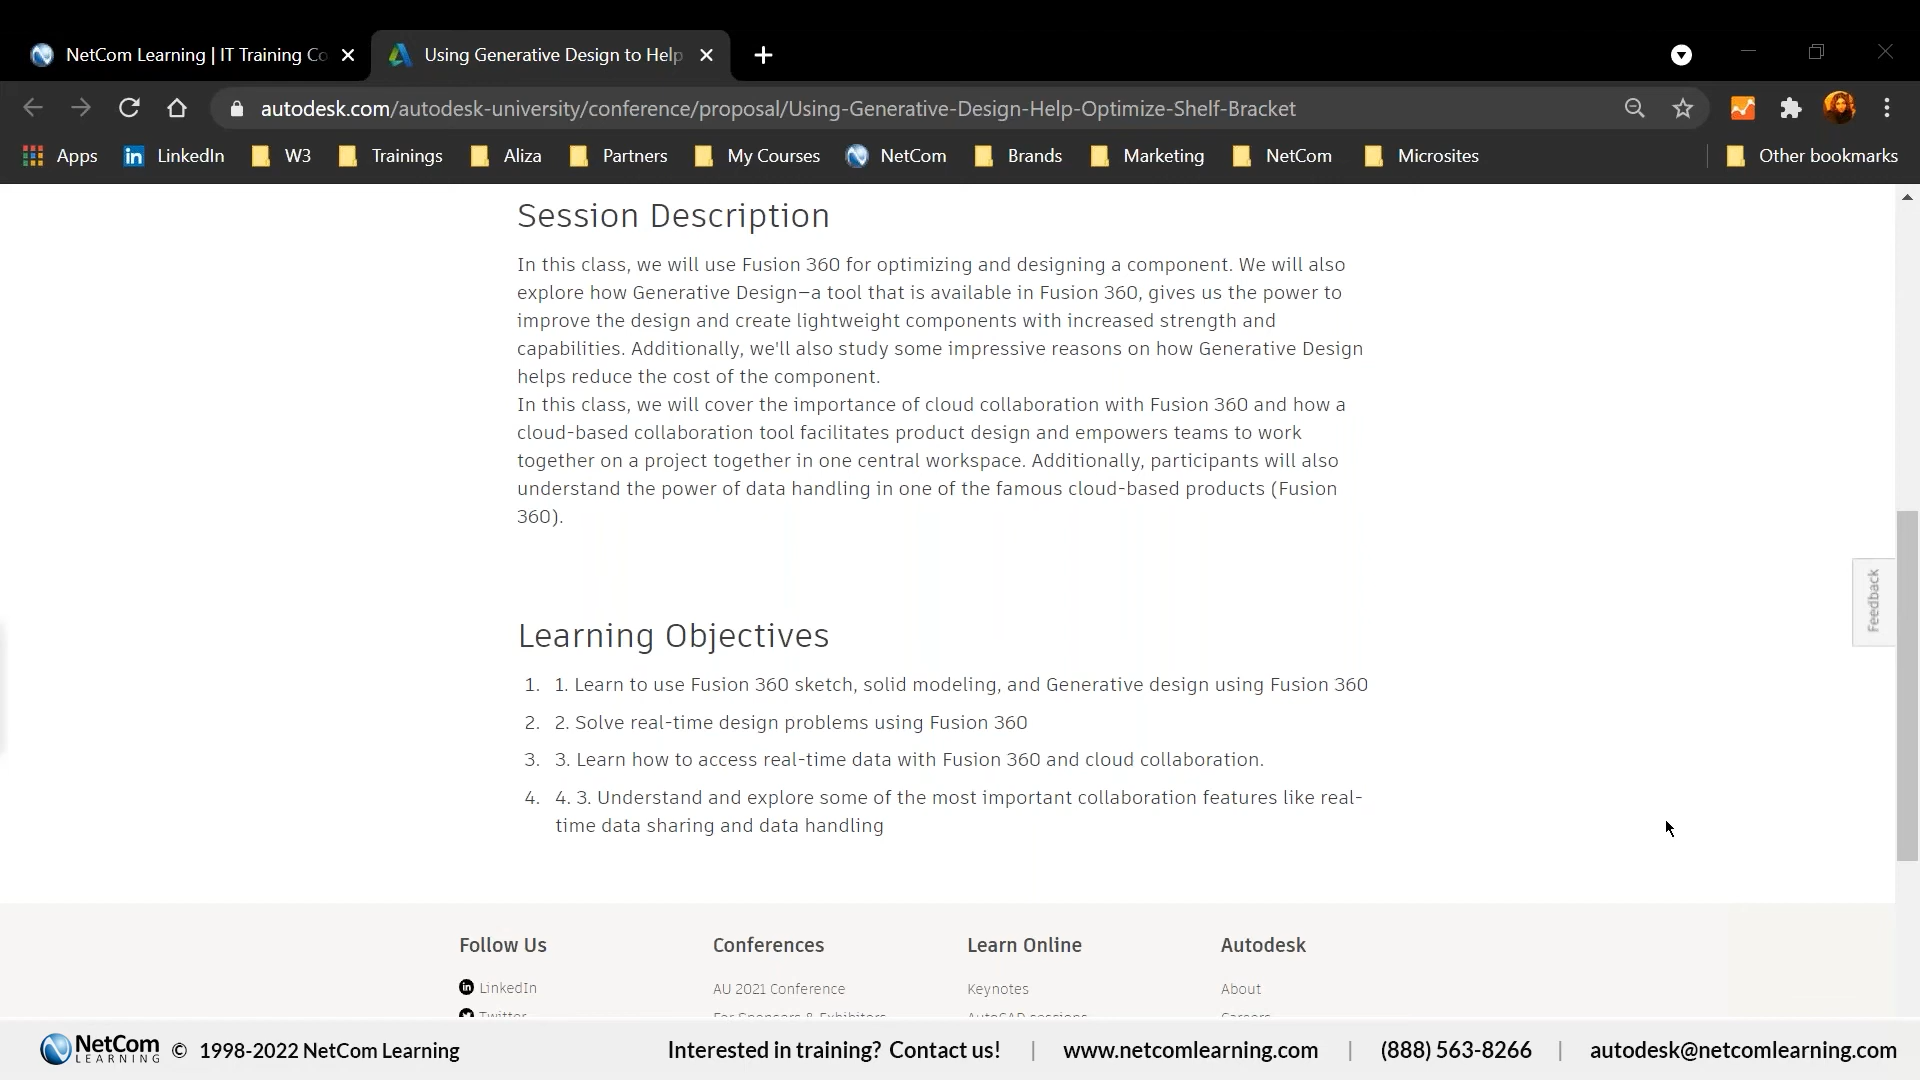 NetCom Learning | IT Training Co
Using Generative Design to Help
autodesk.com/autodesk-university/conference/proposal/Using-Generative-Design-Help-Optimize-Shelf-Bracket
Apps LinkedIn W3 Trainings Aliza Partners My Courses NetCom Brands Marketing NetCom Microsites Other bookmarks
Session Description
In this class, we will use Fusion 360 for optimizing and designing a component. We will also
explore how Generative Design—a tool that is available in Fusion 360, gives us the power to
improve the design and create lightweight components with increased strength and
capabilities. Additionally, we'll also study some impressive reasons on how Generative Design
helps reduce the cost of the component.
In this class, we will cover the importance of cloud collaboration with Fusion 360 and how a
cloud-based collaboration tool facilitates product design and empowers teams to work
together on a project together in one central workspace. Additionally, participants will also
understand the power of data handling in one of the famous cloud-based products (Fusion
360).
Feedback
Learning Objectives
1. 1. Learn to use Fusion 360 sketch, solid modeling, and Generative design using Fusion 360
2. 2. Solve real-time design problems using Fusion 360
3. 3. Learn how to access real-time data with Fusion 360 and cloud collaboration.
4. 4. 3. Understand and explore some of the most important collaboration features like real-
time data sharing and data handling
Follow Us Conferences Learn Online Autodesk
LinkedIn AU 2021 Conference Keynotes About
Twitter For Sponsors & Exhibitors AutoCAD sessions Careers
NetCom
LEARNING
© 1998-2022 NetCom Learning
Interested in training? Contact us! | www.netcomlearning.com | (888) 563-8266 | autodesk@netcomlearning.com